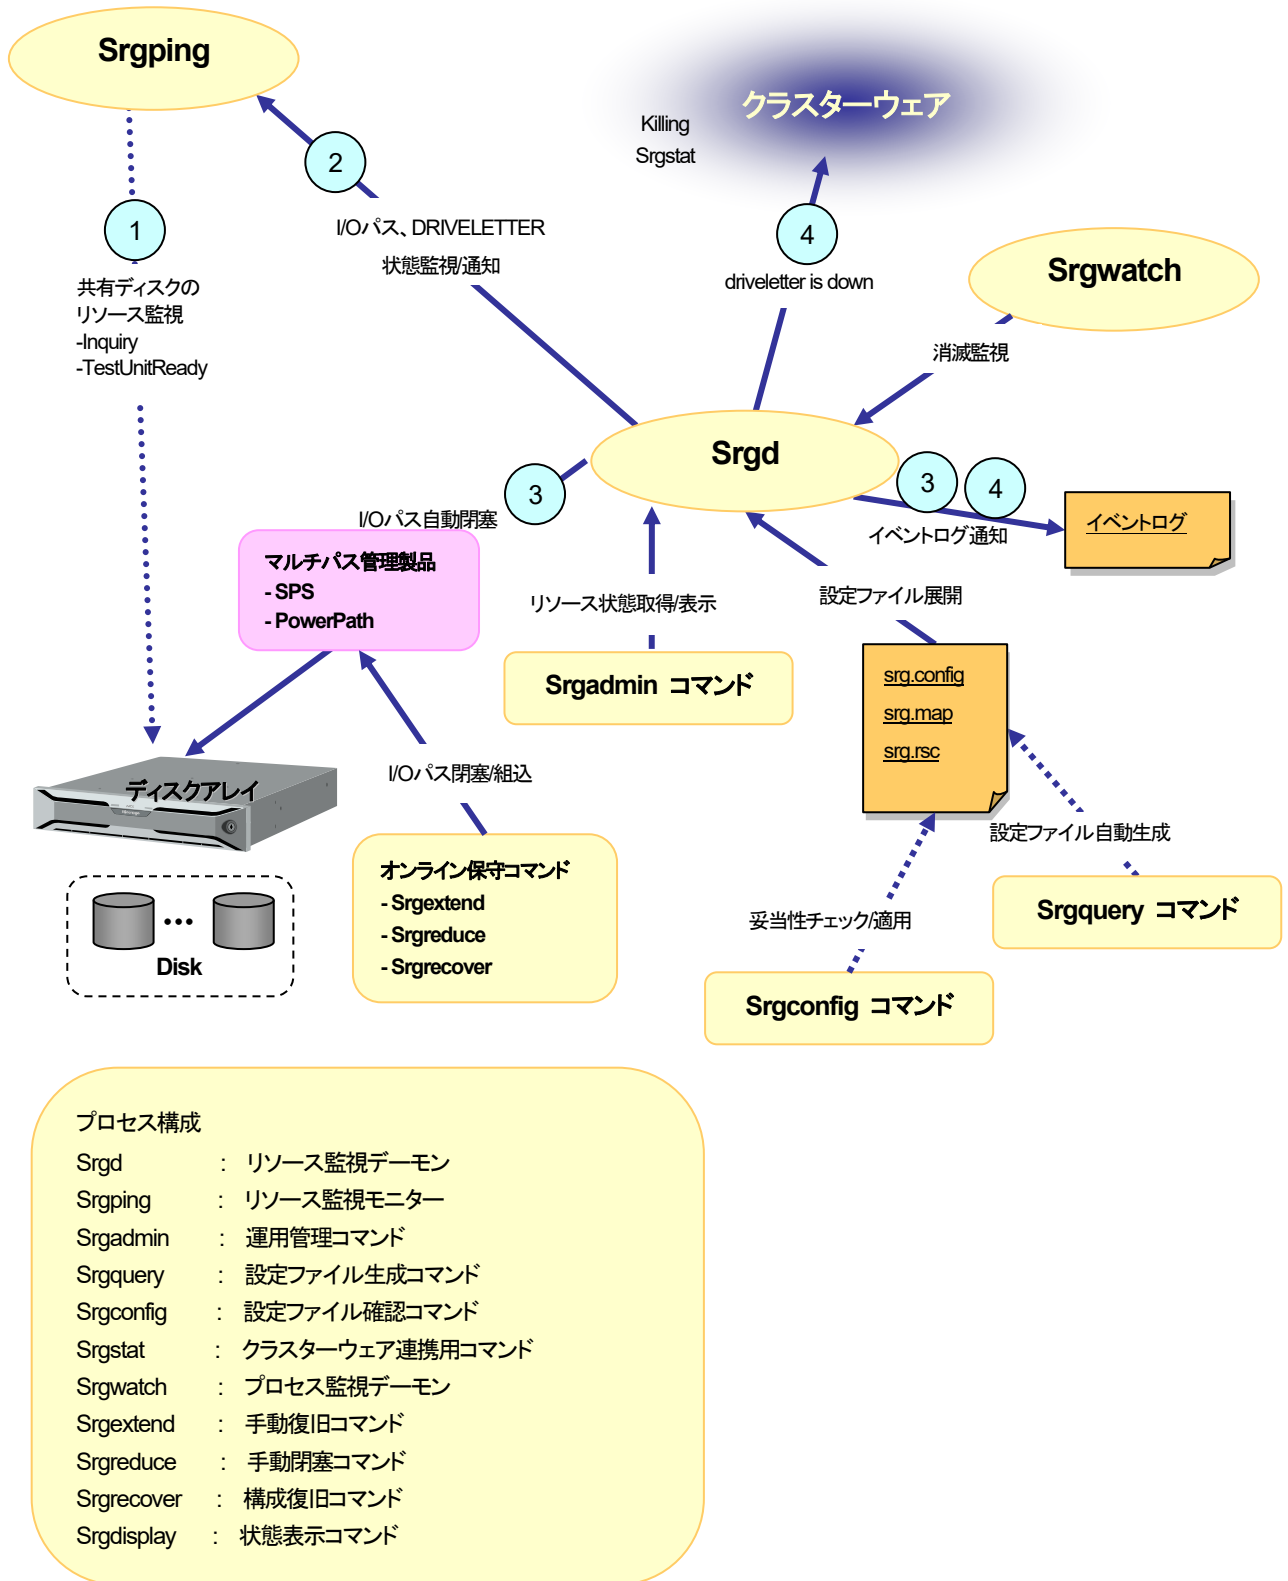 Srgping
クラスターウェア
Killing
Srgstat
2
1
I/Oパス、DRIVELETTER
状態監視/通知
4
driveletter is down
Srgwatch
共有ディスクの
リソース監視
-Inquiry
-TestUnitReady
消滅監視
Srgd
3
3
4
I/Oパス自動閉塞
イベントログ
イベントログ通知
マルチパス管理製品
- SPS
- PowerPath
リソース状態取得/表示
設定ファイル展開
Srgadmin コマンド
srg.config
srg.map
srg.rsc
ディスクアレイ
I/Oパス閉塞/組込
設定ファイル自動生成
オンライン保守コマンド
- Srgextend
- Srgreduce
- Srgrecover
Srgquery コマンド
妥当性チェック/適用
Disk
Srgconfig コマンド
プロセス構成
Srgd : リソース監視デーモン
Srgping : リソース監視モニター
Srgadmin : 運用管理コマンド
Srgquery : 設定ファイル生成コマンド
Srgconfig : 設定ファイル確認コマンド
Srgstat : クラスターウェア連携用コマンド
Srgwatch : プロセス監視デーモン
Srgextend : 手動復旧コマンド
Srgreduce : 手動閉塞コマンド
Srgrecover : 構成復旧コマンド
Srgdisplay : 状態表示コマンド